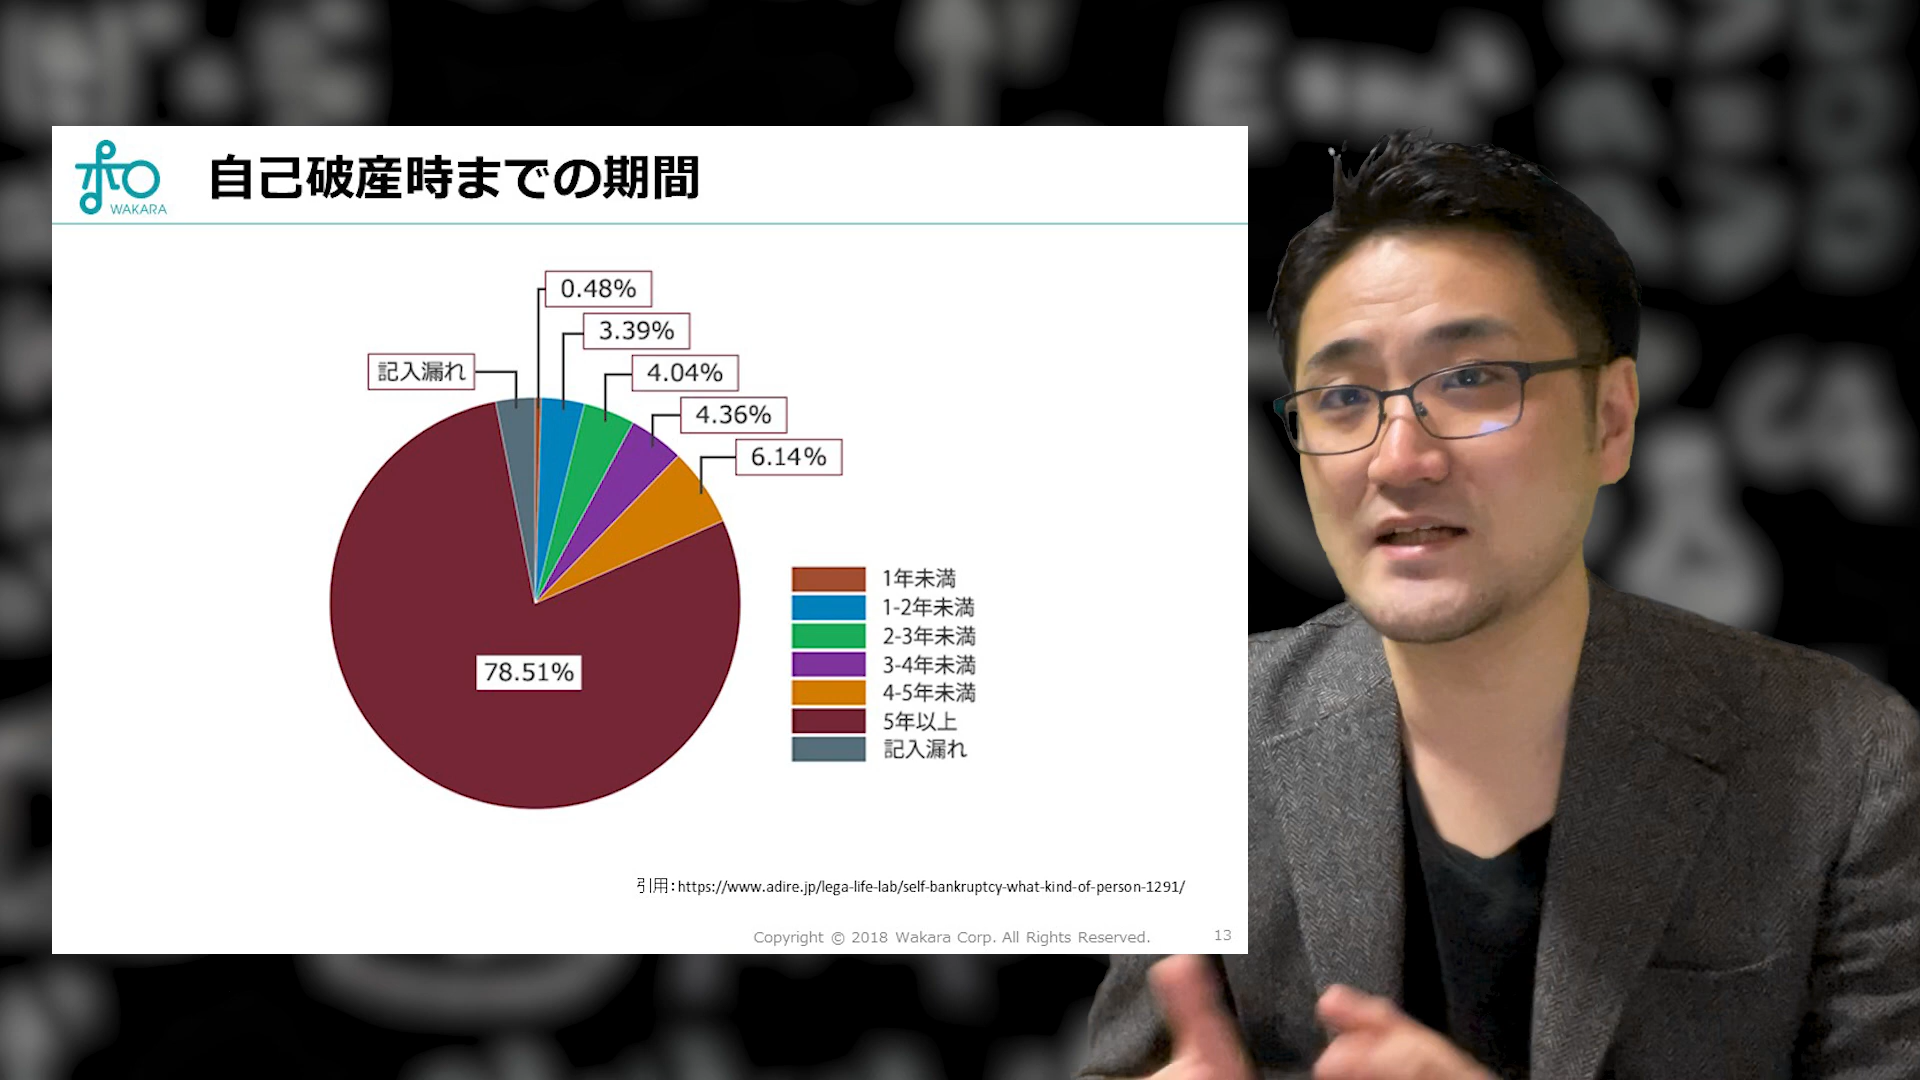 WAKARA
自己破産時までの期間
0.48%
3.39%
4.04%
4.36%
6.14%
記入漏れ
78.51%
1年未満
1-2年未満
2-3年未満
3-4年未満
4-5年未満
5年以上
記入漏れ
引用：https://www.adire.jp/lega-life-lab/self-bankruptcy-what-kind-of-person-1291/
Copyright © 2018 Wakara Corp. All Rights Reserved.
13